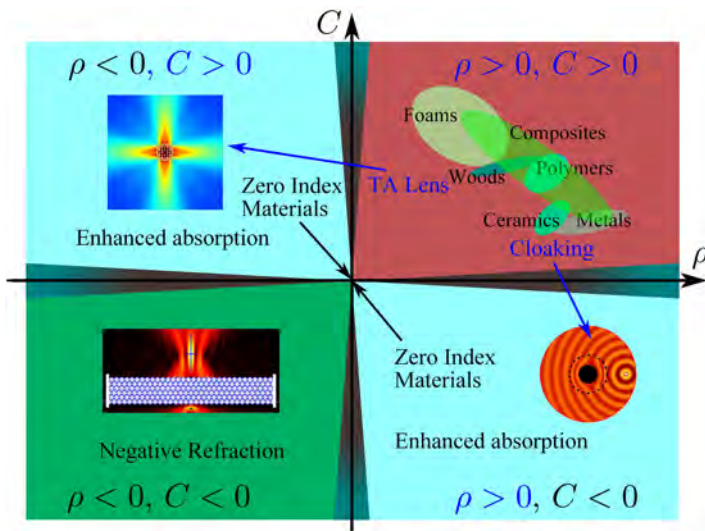 C
ρ < 0, C > 0
ρ > 0, C > 0
Foams
Composites
Woods
Polymers
TA Lens
Zero Index
Materials
Ceramics
Metals
Enhanced absorption
Cloaking
ρ
Zero Index
Materials
Negative Refraction
Enhanced absorption
ρ < 0, C < 0
ρ > 0, C < 0